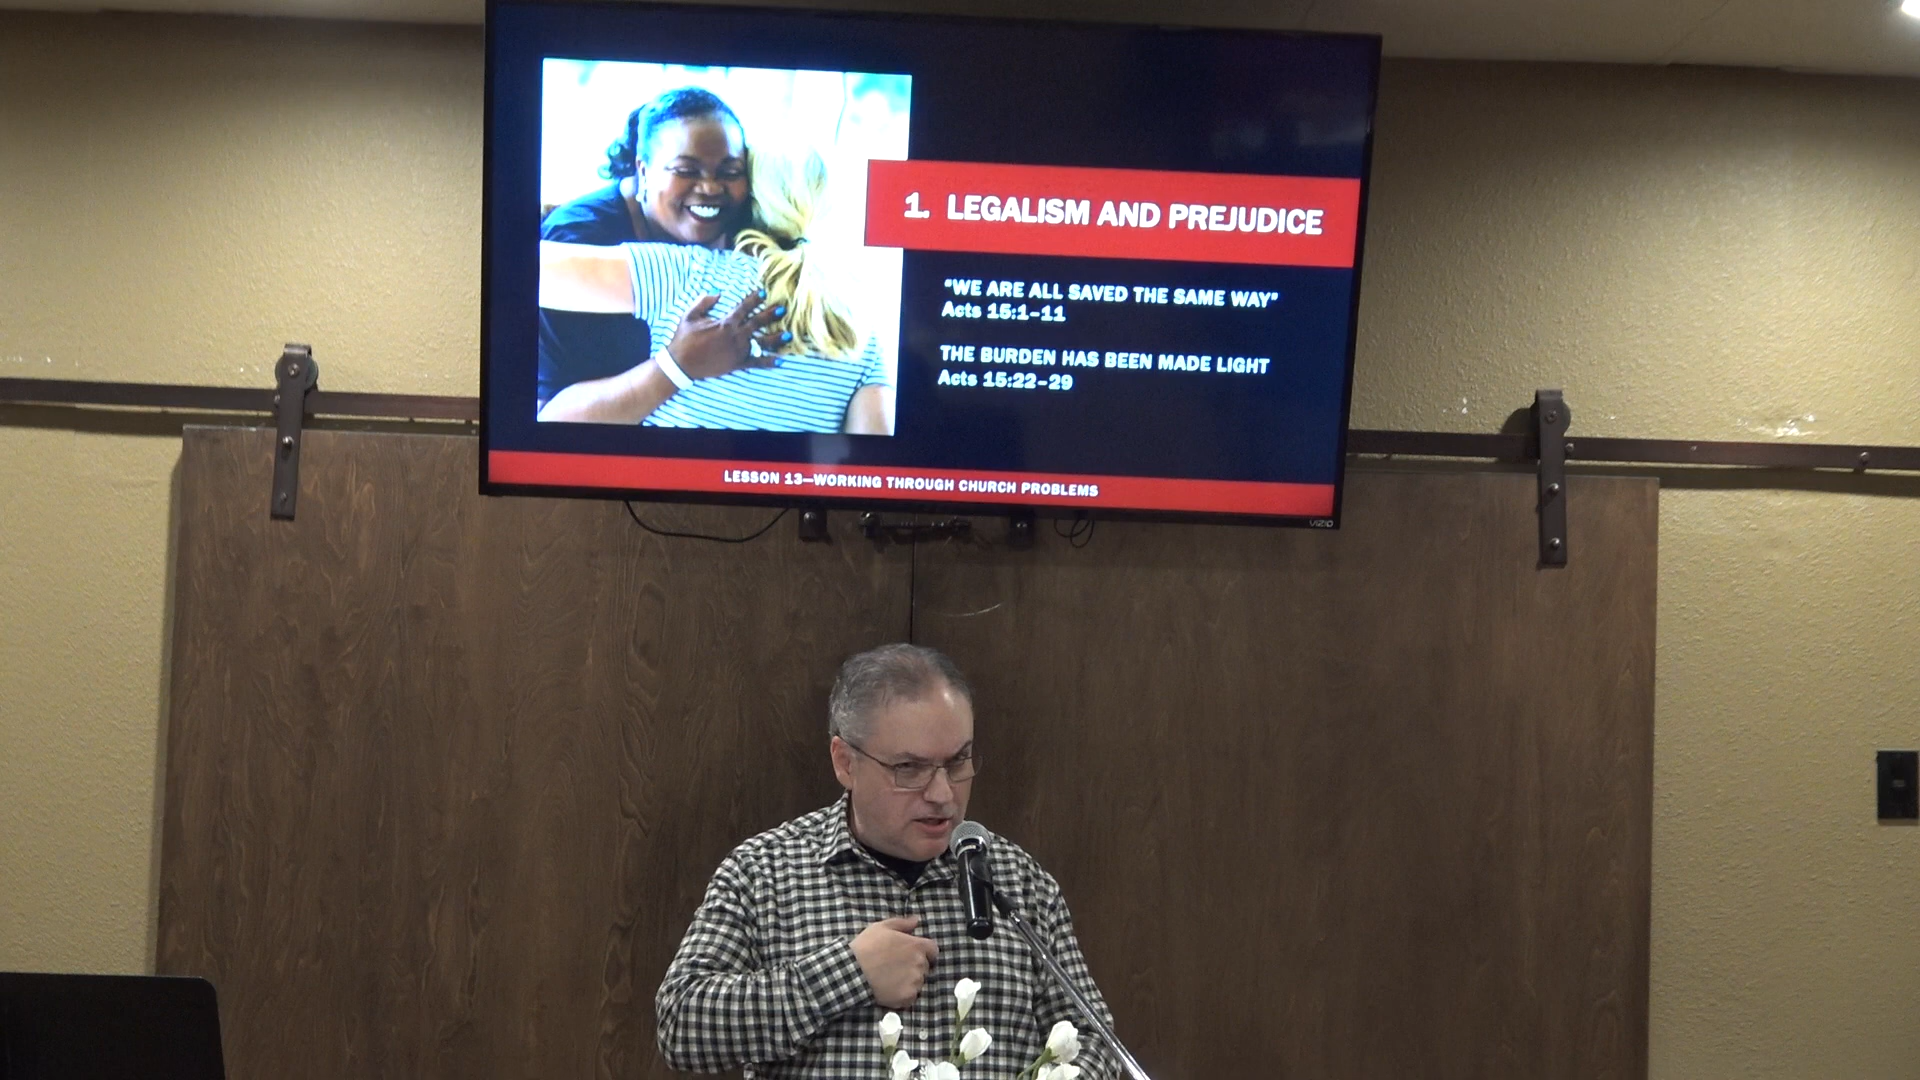 1. LEGALISM AND PREJUDICE
"WE ARE ALL SAVED THE SAME WAY"
Acts 15:1–11
THE BURDEN HAS BEEN MADE LIGHT
Acts 15:22–29
LESSON 13—WORKING THROUGH CHURCH PROBLEMS
VIZIO